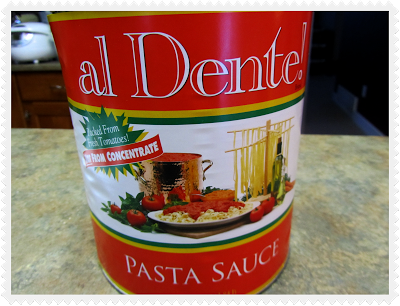 al Dente!
Packed From
Fresh Tomatoes!
NOT FROM CONCENTRATE
PASTA SAUCE